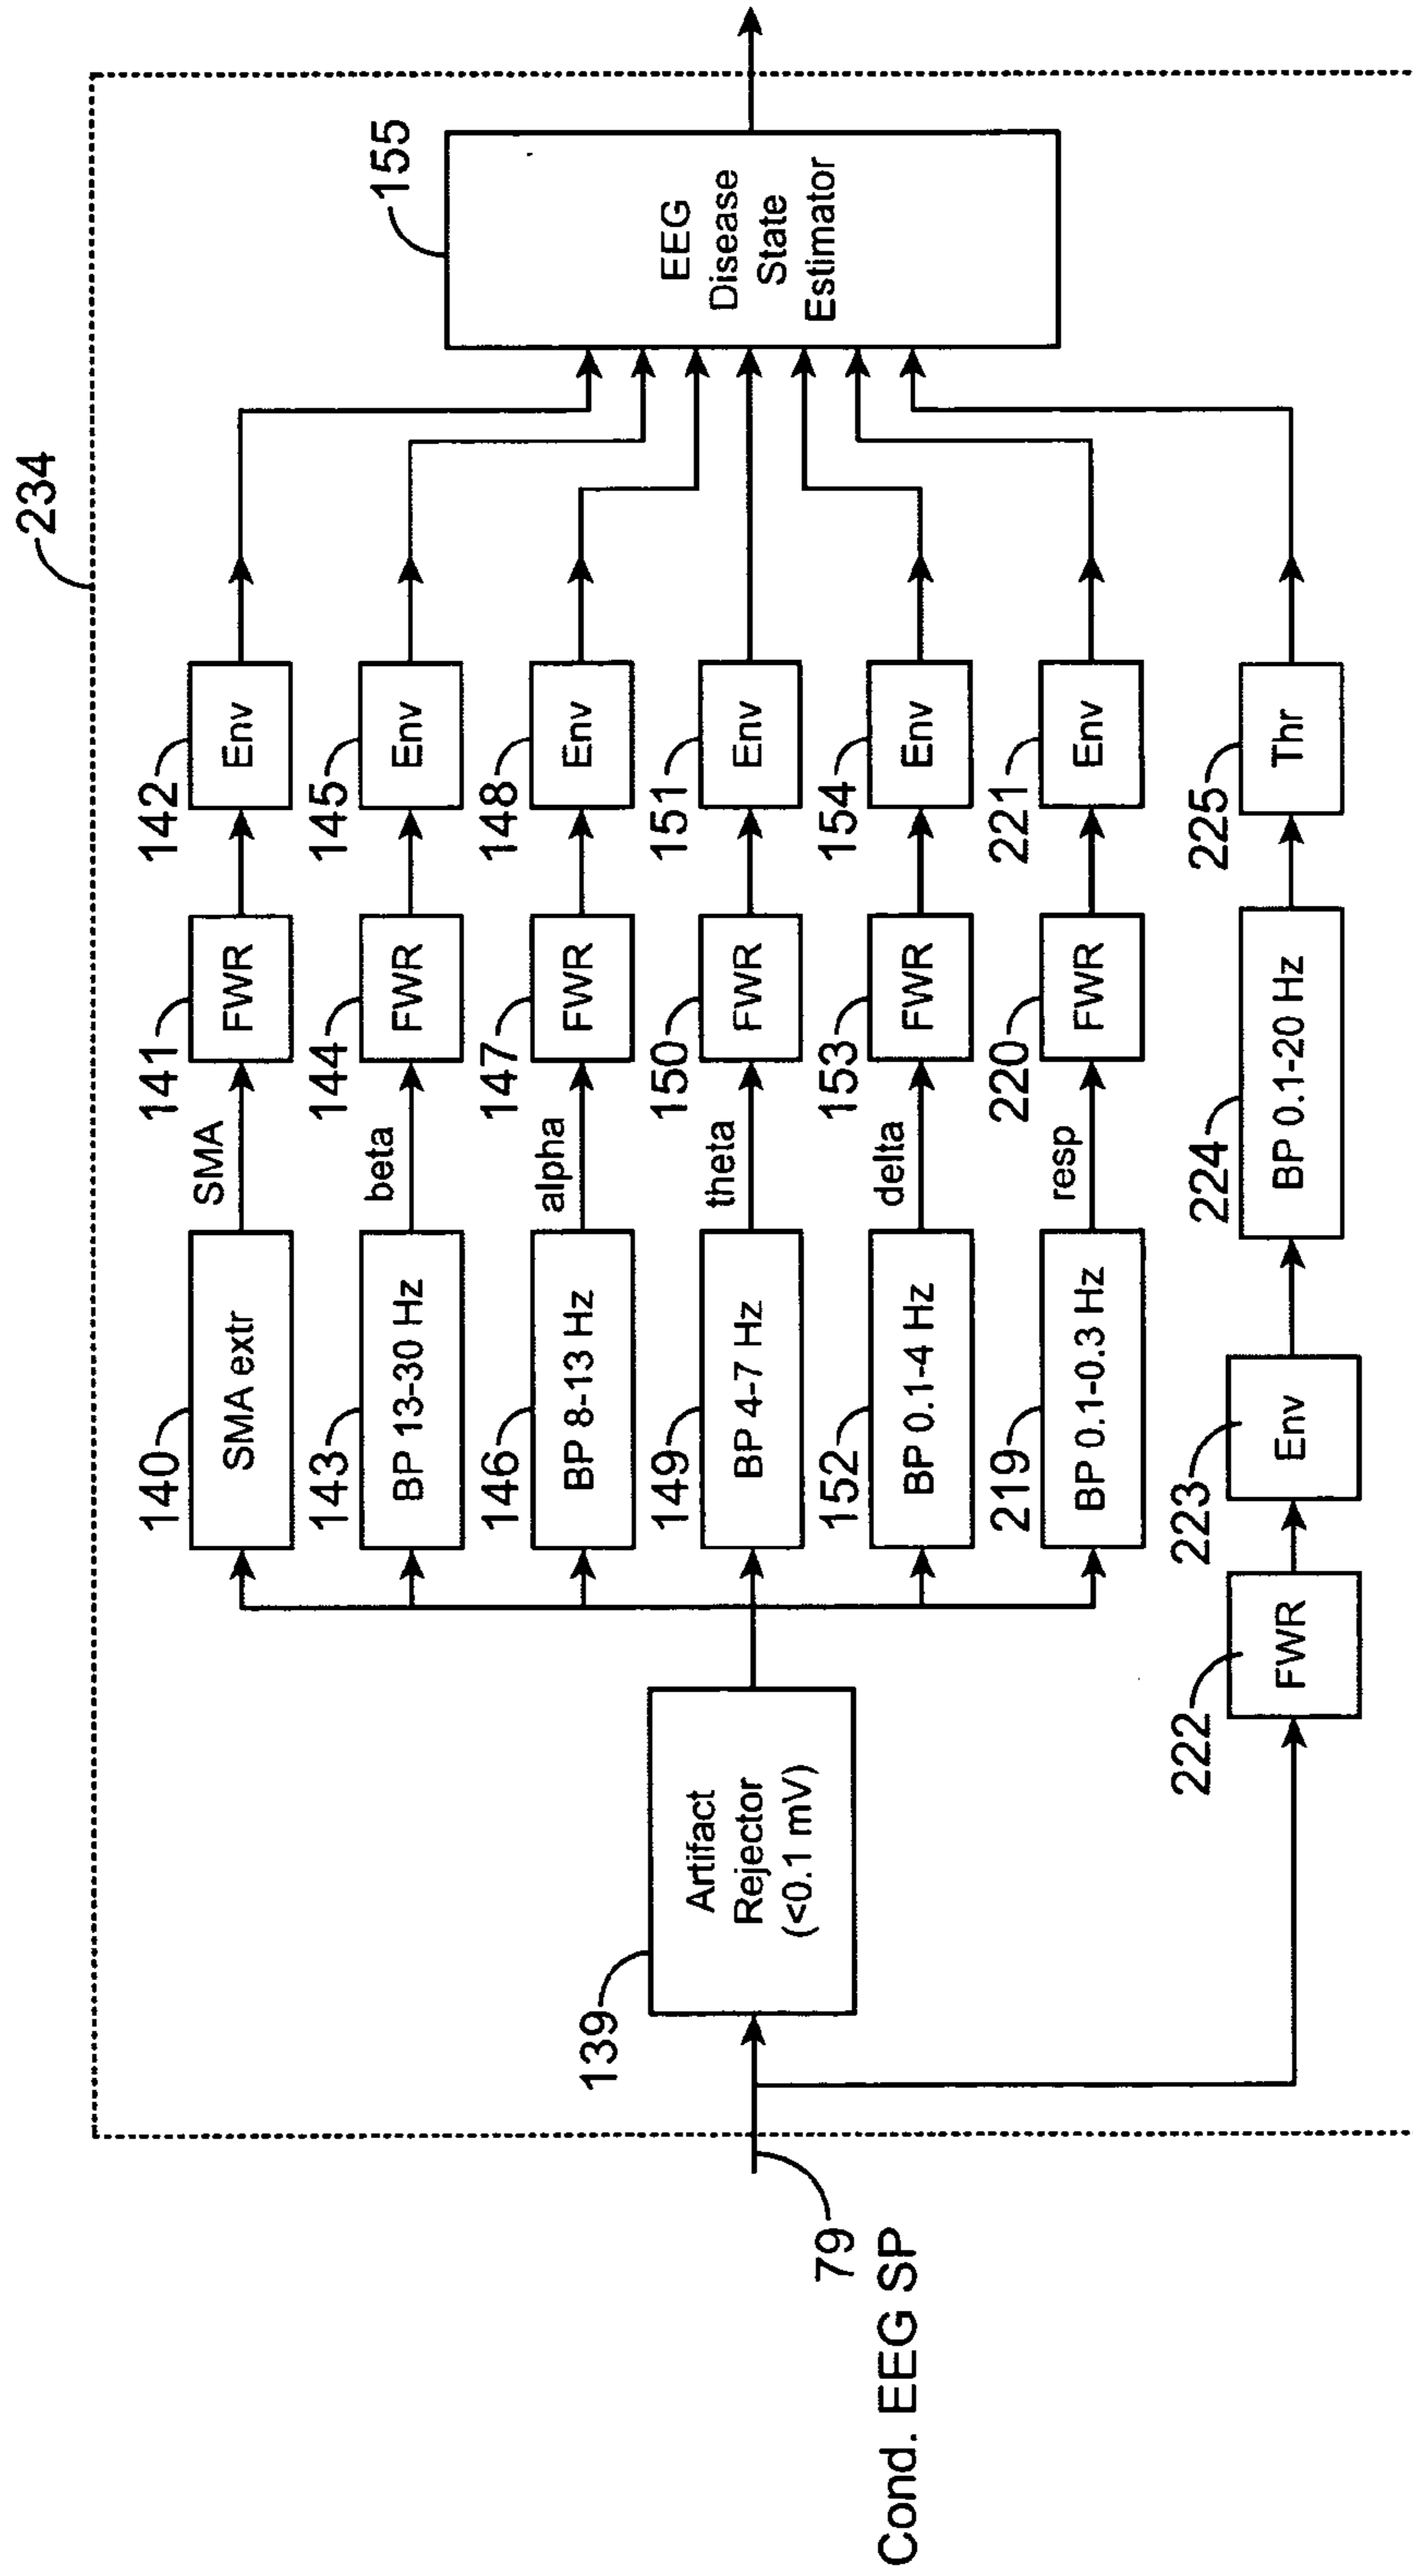 234
140
SMA extr
SMA
141
FWR
142
Env
143
BP 13-30 Hz
beta
144
FWR
145
Env
146
BP 8-13 Hz
alpha
147
FWR
148
Env
149
BP 4-7 Hz
theta
150
FWR
151
Env
152
BP 0.1-4 Hz
delta
153
FWR
154
Env
219
BP 0.1-0.3 Hz
resp
220
FWR
221
Env
155
EEG
Disease
State
Estimator
139
Artifact
Rejector
(<0.1 mV)
79
Cond. EEG SP
222
FWR
223
Env
224
BP 0.1-20 Hz
225
Thr